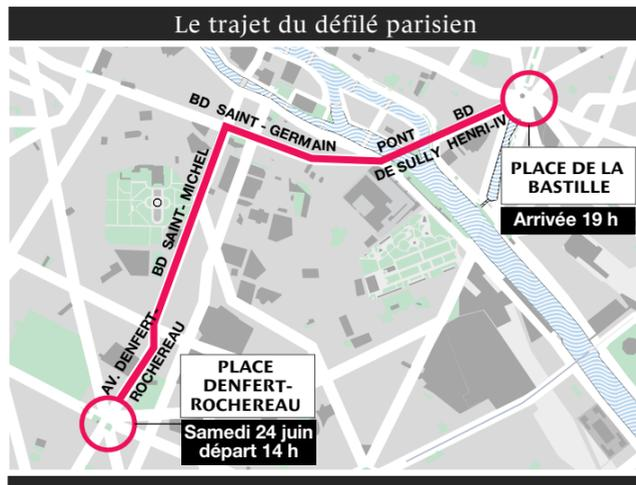 Le trajet du défilé parisien
BD SAINT - GERMAIN
PONT
DE SULLY
BD
HENRI-IV
PLACE DE LA
BASTILLE
Arrivée 19 h
BD SAINT- MICHEL
AV. DENFERT-
ROCHEREAU
PLACE
DENFERT-
ROCHEREAU
Samedi 24 juin
départ 14 h